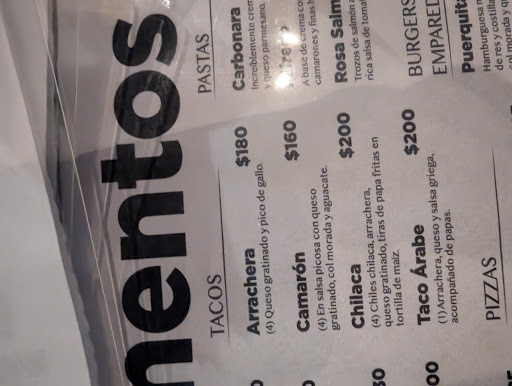 mentos
TACOS
Arrachera $180
(4) Queso gratinado y pico de gallo.
Camarón $160
(4) En salsa picosa con queso
gratinado, col morada y aguacate.
Chilaca $200
(4) Chiles chilaca, arrachera,
queso gratinado, tiras de papa fritas en
tortilla de maíz.
Taco Árabe $200
(1) Arrachera, queso y salsa griega,
acompañado de papas.
PIZZAS
PASTAS
Carbonara
Increíblemente crem
y queso parmesano.
A base de crema co
camarones y finas h
Rosa Salm
Trozos de salmón
rica salsa de toma
BURGERS
EMPARED
Puerquita
Hamburguesa
de res y costilla
col morada y